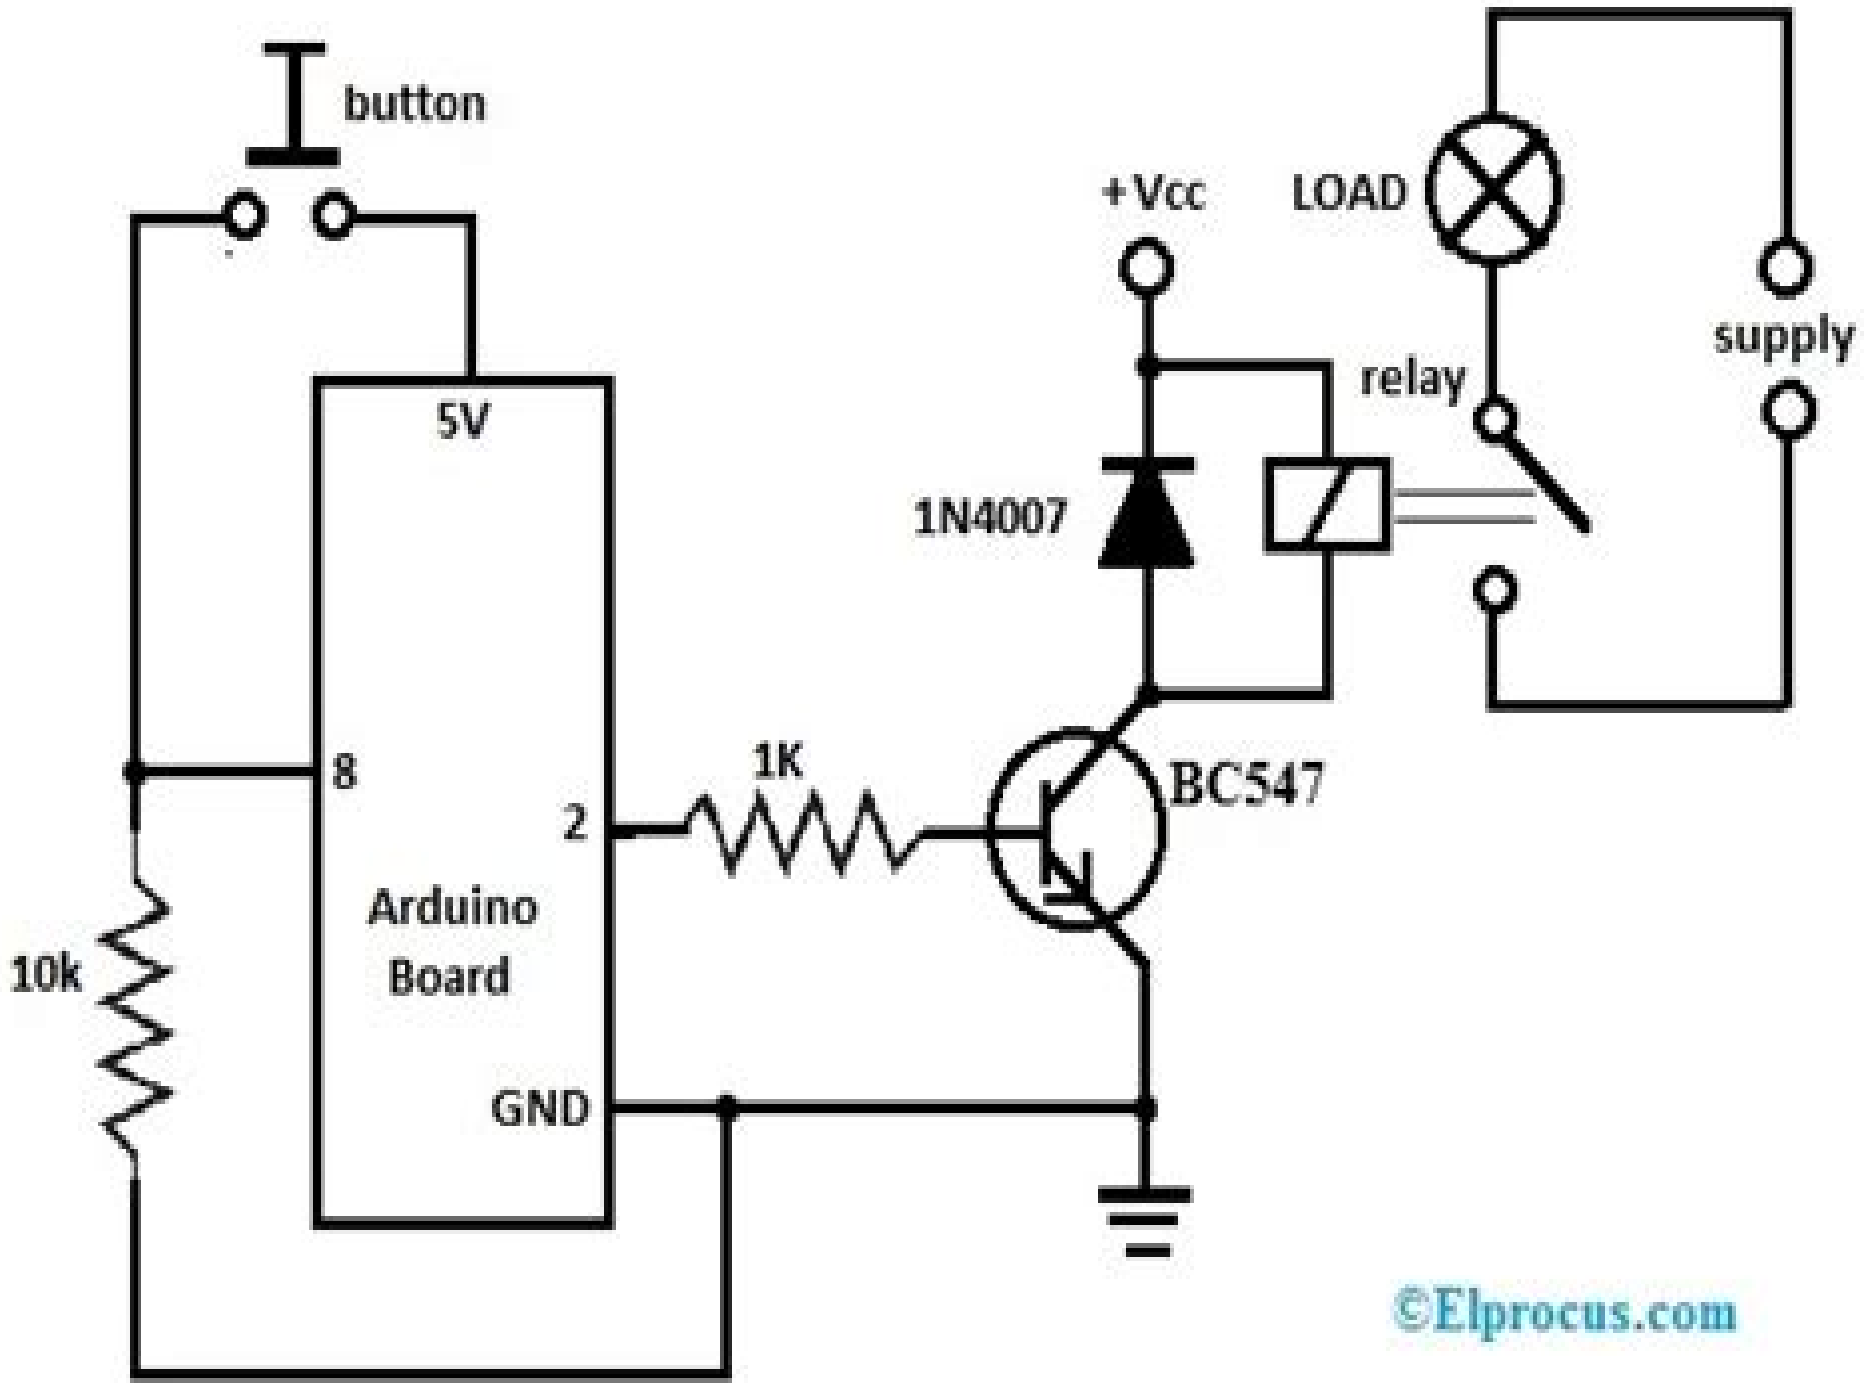 button
+Vcc
LOAD
supply
relay
5V
1N4007
8
1K
BC547
2
Arduino
Board
10k
GND
©Elprocus.com